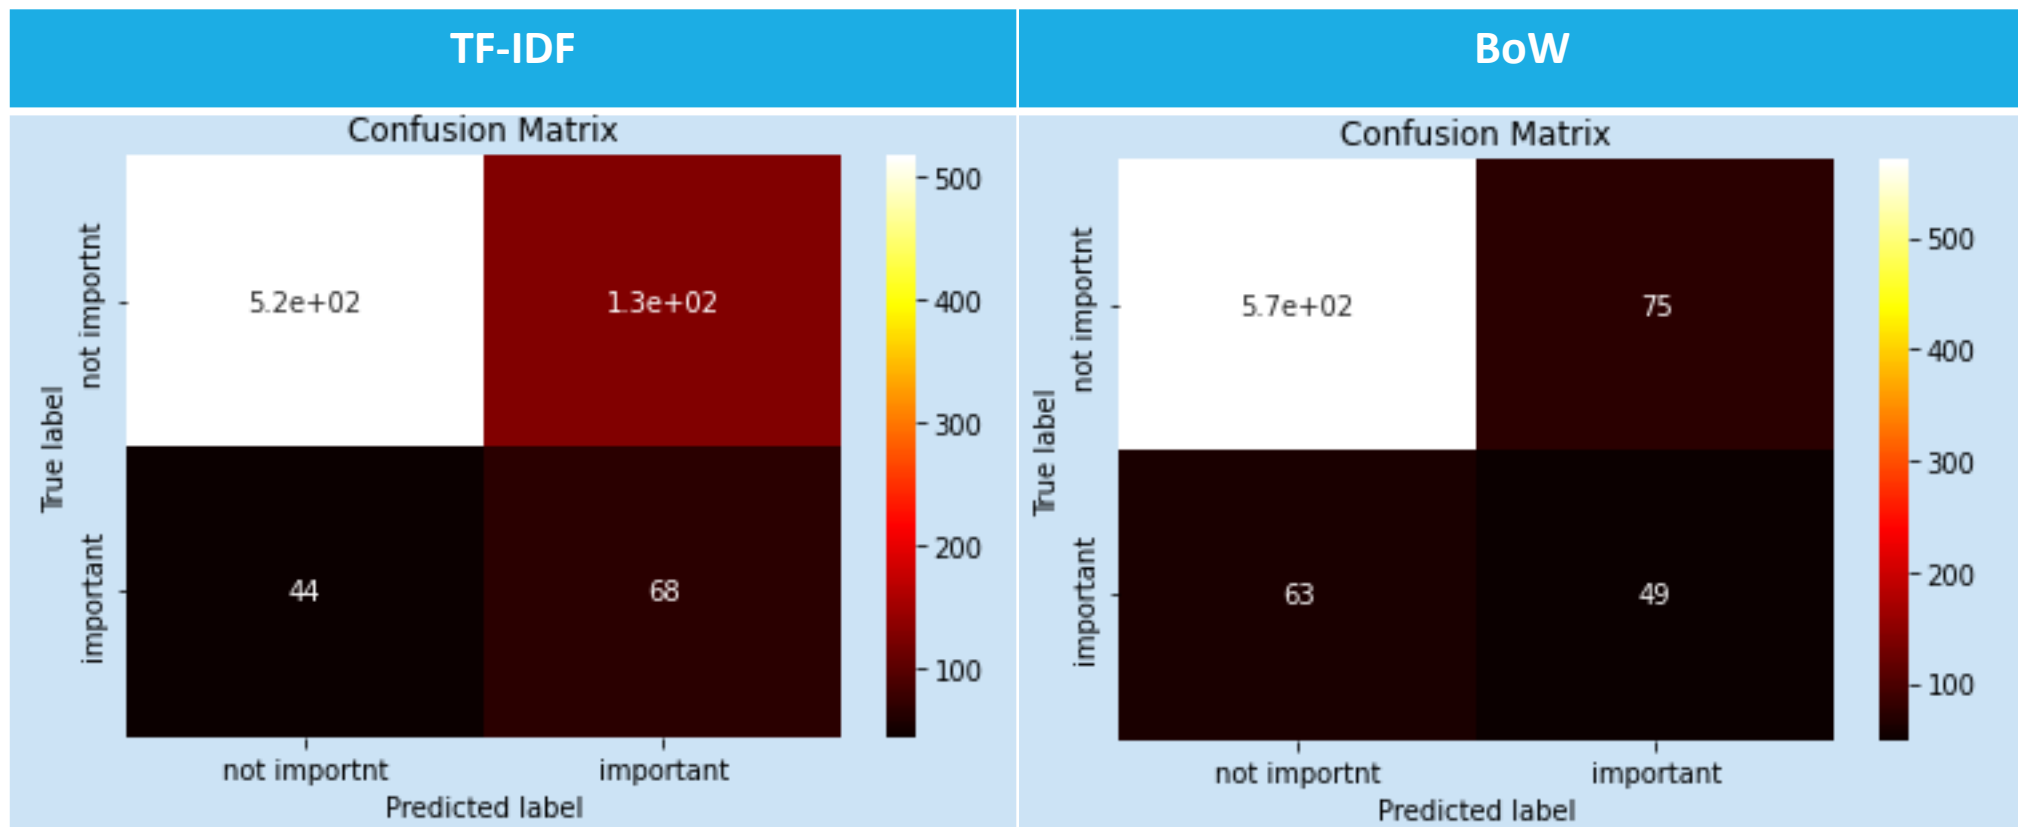 TF-IDF
BoW
Confusion Matrix
not importnt
important
True label
5.2e+02
1.3e+02
44
68
not importnt
important
Predicted label
500
400
300
200
100
Confusion Matrix
not importnt
important
True label
5.7e+02
75
63
49
not importnt
important
Predicted label
500
400
300
200
100